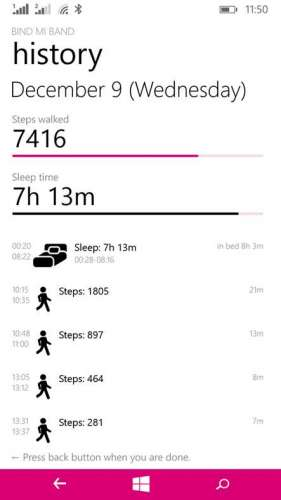 11:50
BIND MI BAND
history
December 9 (Wednesday)
Steps walked
7416
Sleep time
7h 13m
00:20
08:22
Sleep: 7h 13m
00:28-08:16
in bed 8h 3m
10:15
10:35
Steps: 1805
21m
10:48
11:00
Steps: 897
13m
13:05
13:12
Steps: 464
8m
13:31
13:37
Steps: 281
7m
← Press back button when you are done.